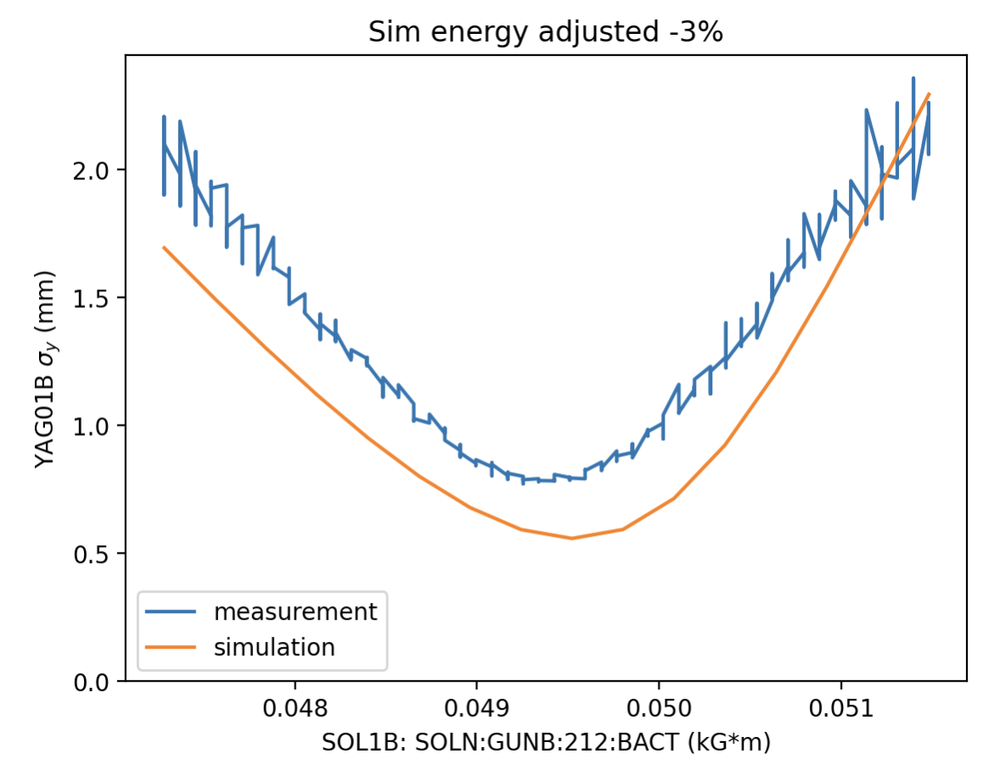 Sim energy adjusted -3%
YAG01B σy (mm)
2.0
1.5
1.0
0.5
0.0
measurement
simulation
0.048 0.049 0.050 0.051
SOL1B: SOLN:GUNB:212:BACT (kG*m)